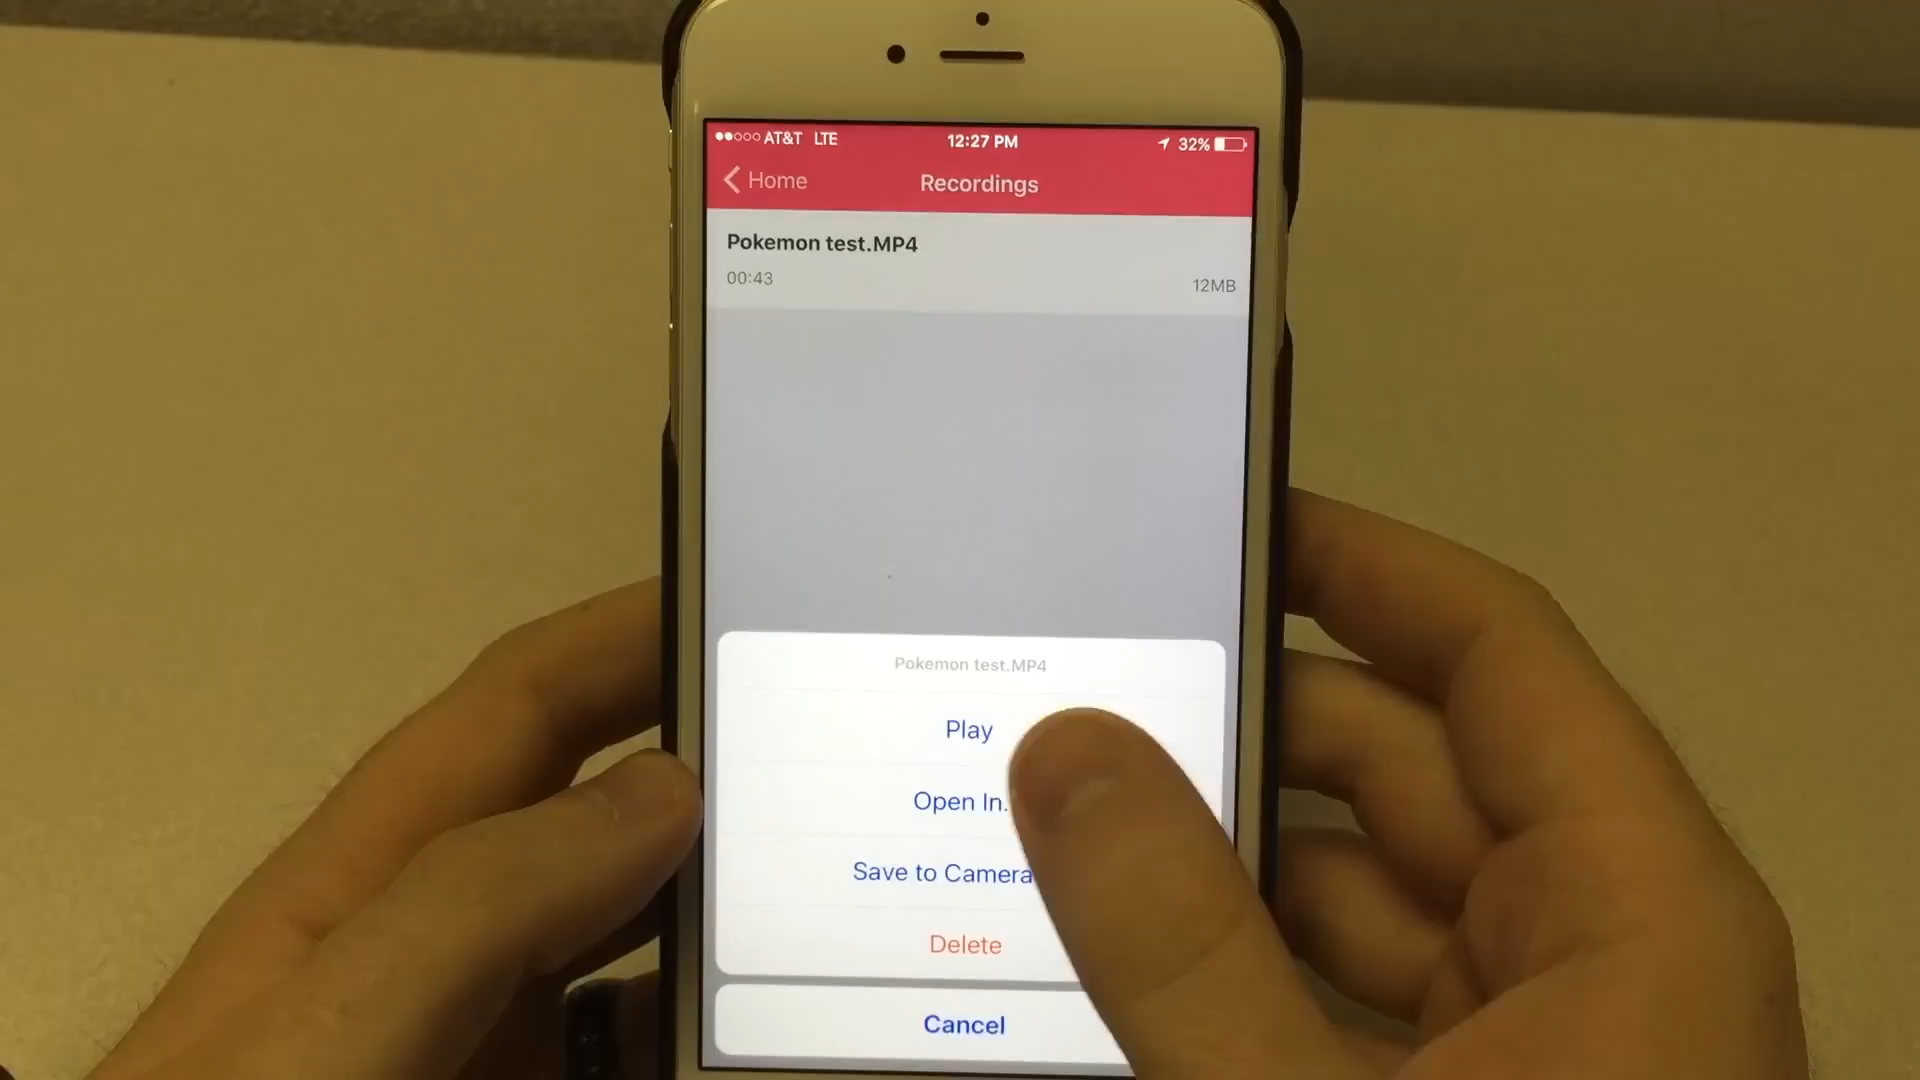 AT&T LTE 12:27 PM 32%
Home Recordings
Pokemon test.MP4
00:43 12MB
Pokemon test.MP4
Play
Open In.
Save to Camera
Delete
Cancel